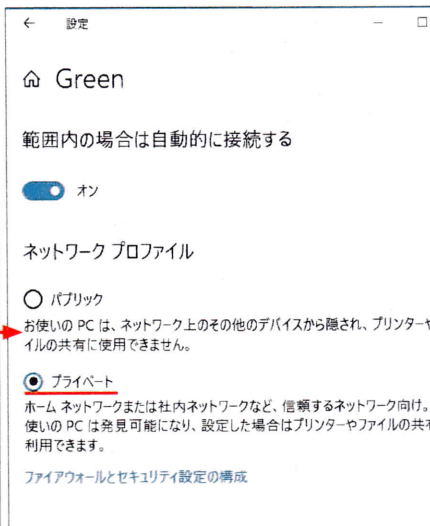 設定
Green
範囲内の場合は自動的に接続する
オン
ネットワーク プロファイル
パブリック
お使いの PC は、ネットワーク上のその他のデバイスから隠され、プリンターや
イルの共有に使用できません。
プライベート
ホーム ネットワークまたは社内ネットワークなど、信頼するネットワーク向け。
使いの PC は発見可能になり、設定した場合はプリンターやファイルの共有
利用できます。
ファイアウォールとセキュリティ設定の構成